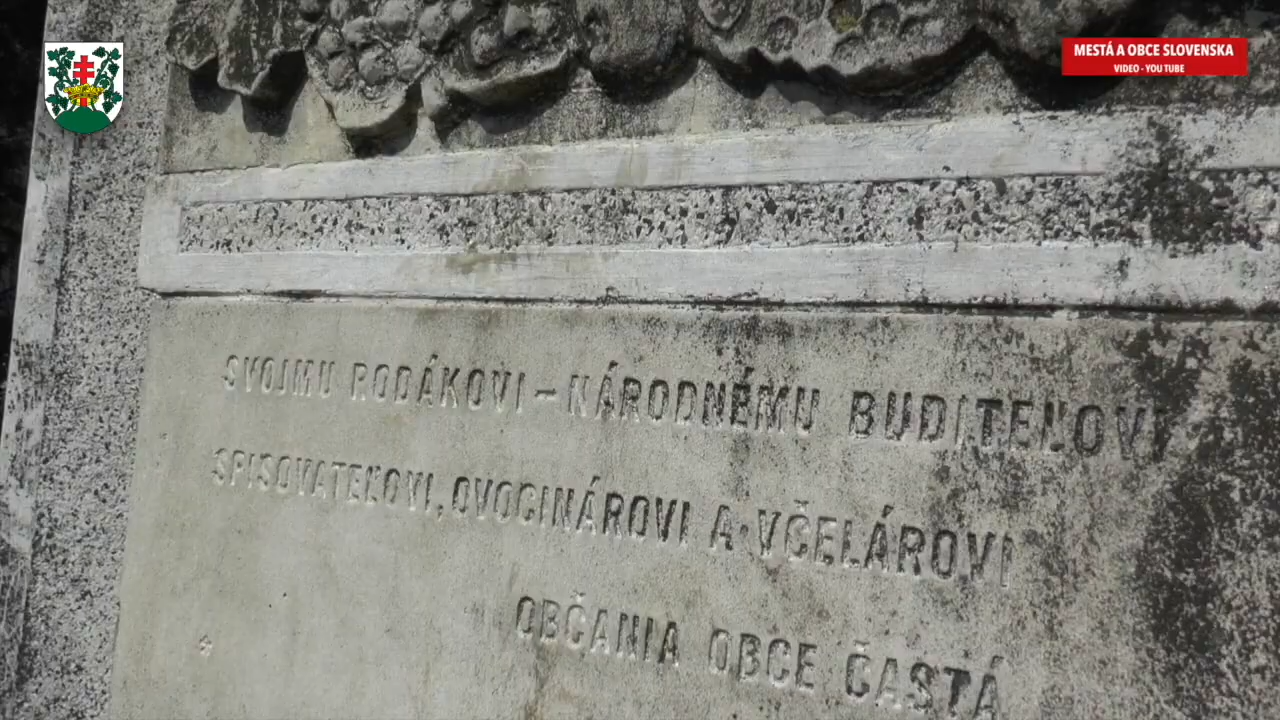 MESTÁ A OBCE SLOVENSKA
VIDEO - YOU TUBE
SVOJMU RODÁKOVI – NÁRODNÉMU BUDITEĽOVI
SPISOVATEĽOVI, OVOCINÁROVI A VČELÁROVI
OBČANIA OBCE ČASTÁ